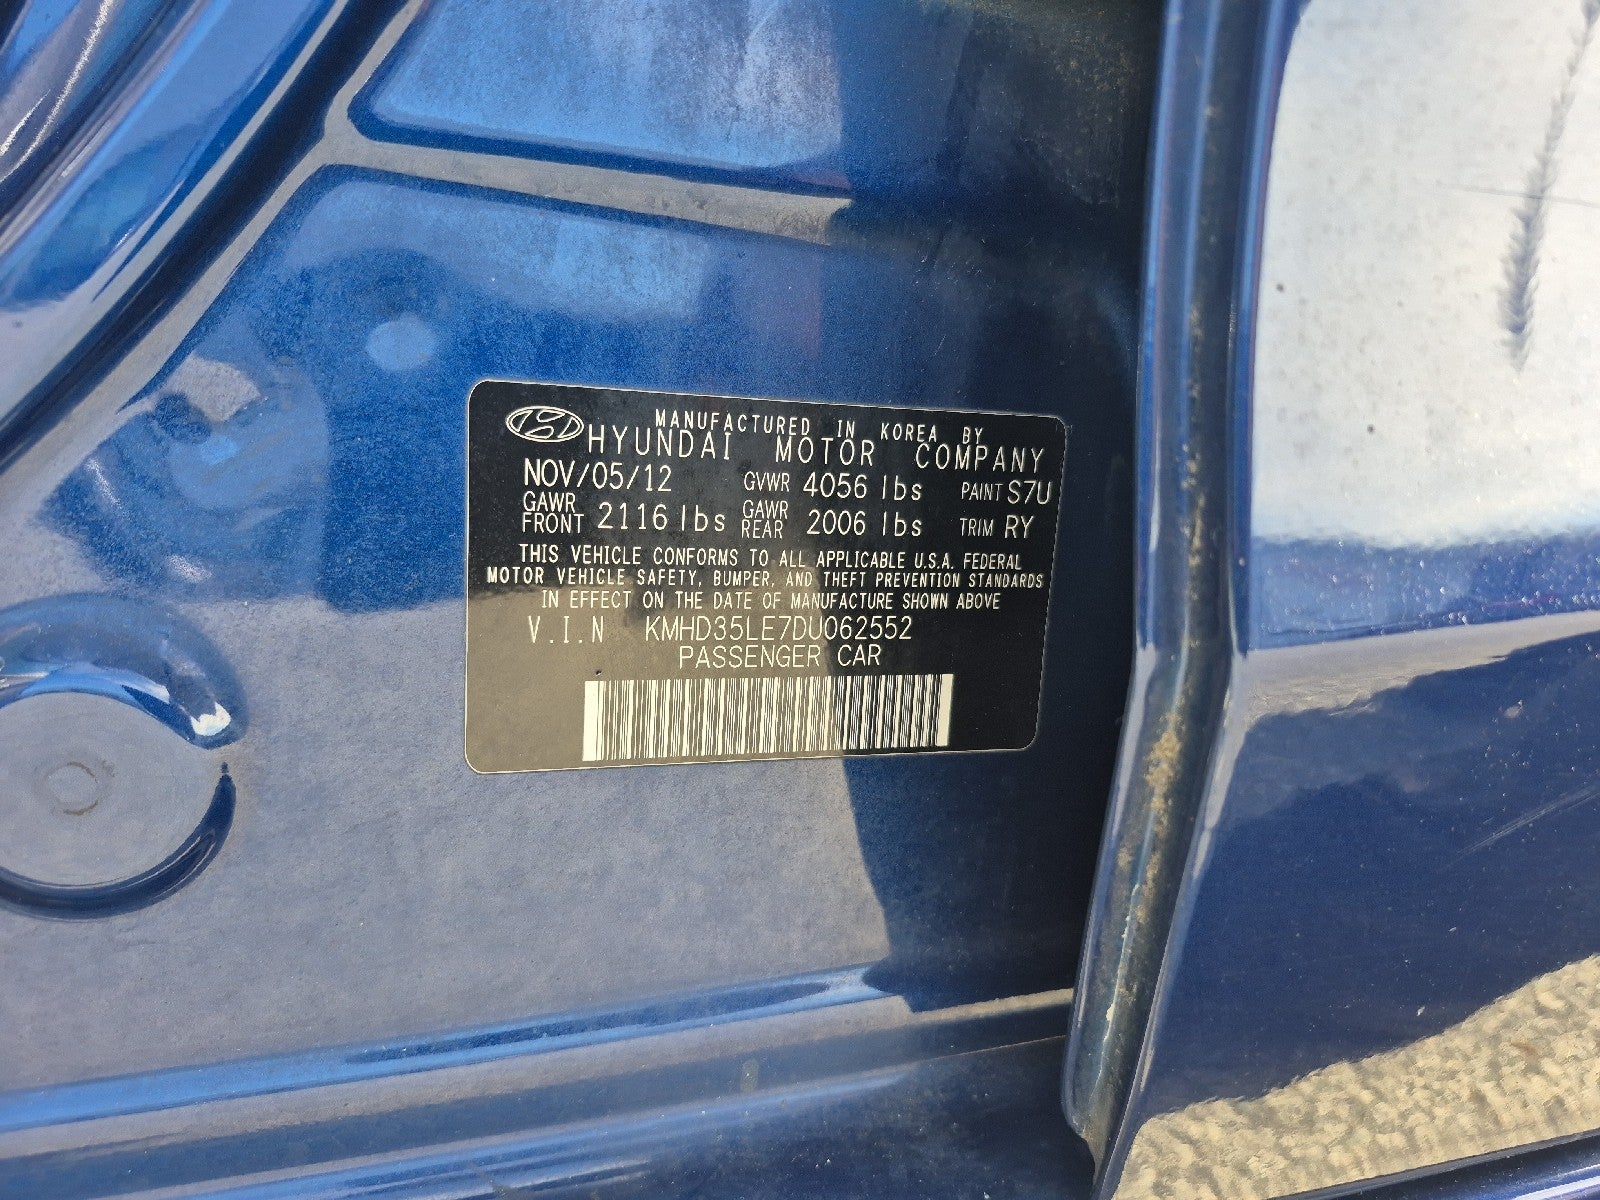 MANUFACTURED IN KOREA BY
HYUNDAI MOTOR COMPANY
NOV/05/12 GVWR 4056 lbs PAINT S7U
GAWR FRONT 2116 lbs GAWR REAR 2006 lbs TRIM RY
THIS VEHICLE CONFORMS TO ALL APPLICABLE U.S.A. FEDERAL
MOTOR VEHICLE SAFETY, BUMPER, AND THEFT PREVENTION STANDARDS
IN EFFECT ON THE DATE OF MANUFACTURE SHOWN ABOVE
V.I.N KMHD35LE7DU062552
PASSENGER CAR